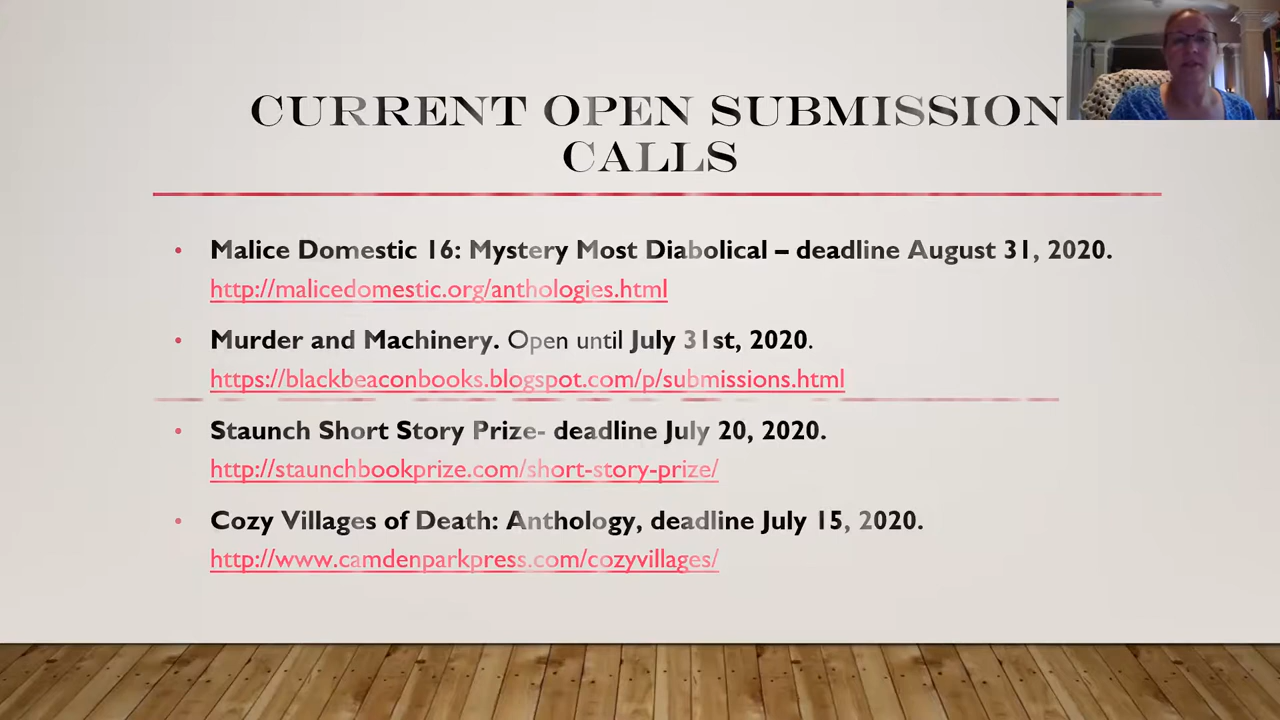 CURRENT OPEN SUBMISSION
CALLS
• Malice Domestic 16: Mystery Most Diabolical – deadline August 31, 2020.
http://malicedomestic.org/anthologies.html
• Murder and Machinery. Open until July 31st, 2020.
https://blackbeaconbooks.blogspot.com/p/submissions.html
• Staunch Short Story Prize- deadline July 20, 2020.
http://staunchbookprize.com/short-story-prize/
• Cozy Villages of Death: Anthology, deadline July 15, 2020.
http://www.camdenparkpress.com/cozyvillages/